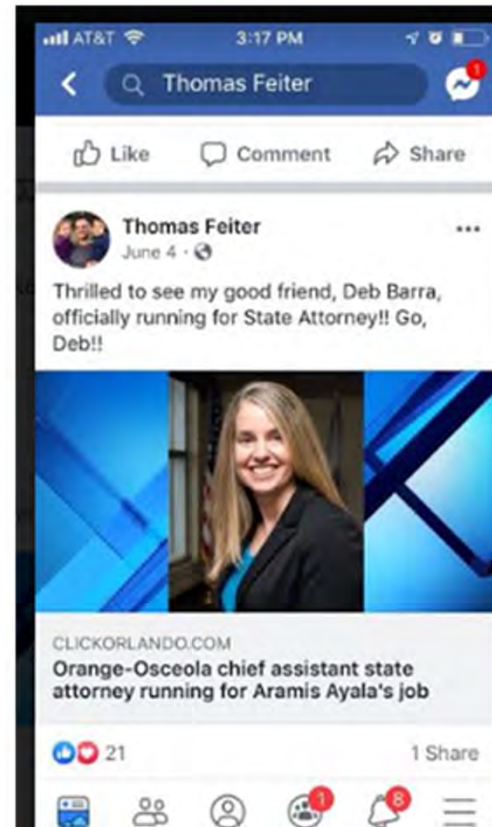 AT&T 3:17 PM
Thomas Feiter 1
Like Comment Share
Thomas Feiter
June 4 ·
Thrilled to see my good friend, Deb Barra,
officially running for State Attorney!! Go,
Deb!!
CLICKORLANDO.COM
Orange-Osceola chief assistant state
attorney running for Aramis Ayala's job
21 1 Share
1 8